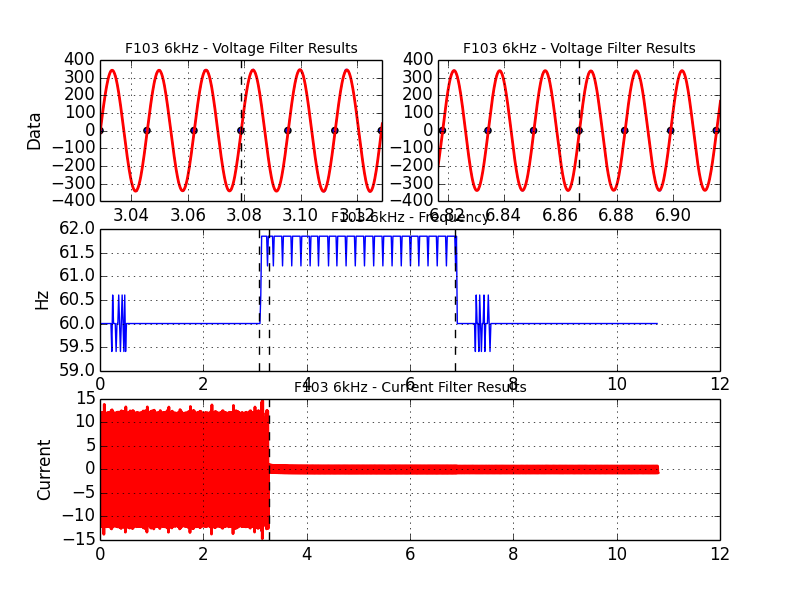 F103 6kHz - Voltage Filter Results
F103 6kHz - Voltage Filter Results
400
300
200
100
0
−100
−200
−300
−400
Data
3.04 3.06 3.08 3.10 3.12
400
300
200
100
0
−100
−200
−300
−400
6.82 6.84 6.86 6.88 6.90
F103 6kHz - Frequency
62.0
61.5
61.0
60.5
60.0
59.5
59.0
Hz
0 2 4 6 8 10 12
F103 6kHz - Current Filter Results
15
10
5
0
−5
−10
−15
Current
0 2 4 6 8 10 12